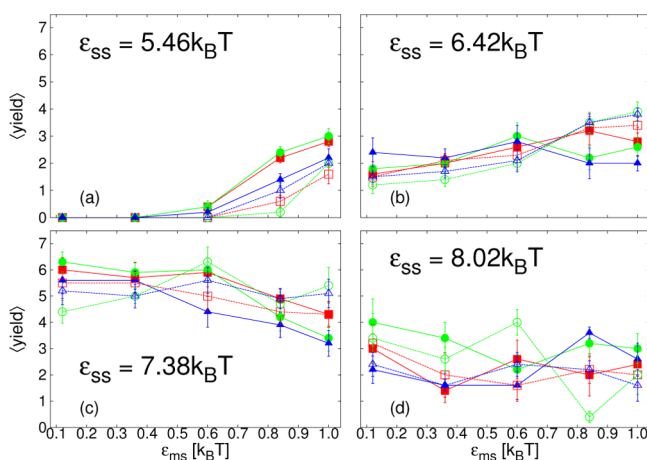 ε_ss = 5.46k_BT
ε_ss = 6.42k_BT
7
6
5
4
3
2
1
0
⟨yield⟩
(a)
(b)
7
6
5
4
3
2
1
0
⟨yield⟩
ε_ss = 7.38k_BT
ε_ss = 8.02k_BT
(c)
(d)
0.1 0.2 0.3 0.4 0.5 0.6 0.7 0.8 0.9 1.0
0.1 0.2 0.3 0.4 0.5 0.6 0.7 0.8 0.9 1.0
ε_ms [k_BT]
ε_ms [k_BT]